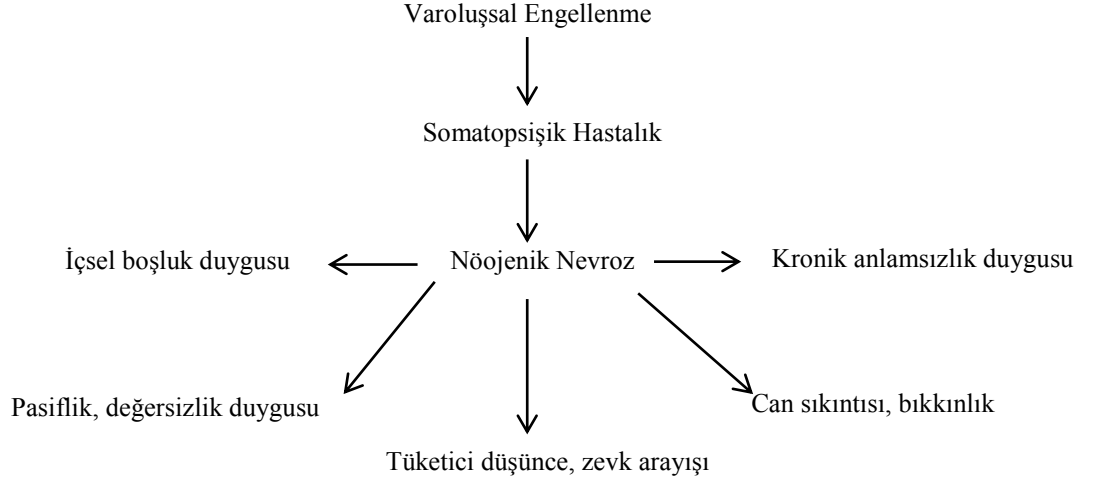 Varoluşsal Engellenme
Somatopsişik Hastalık
İçsel boşluk duygusu
Nöojenik Nevroz
Kronik anlamsızlık duygusu
Pasiflik, değersizlik duygusu
Can sıkıntısı, bıkkınlık
Tüketici düşünce, zevk arayışı